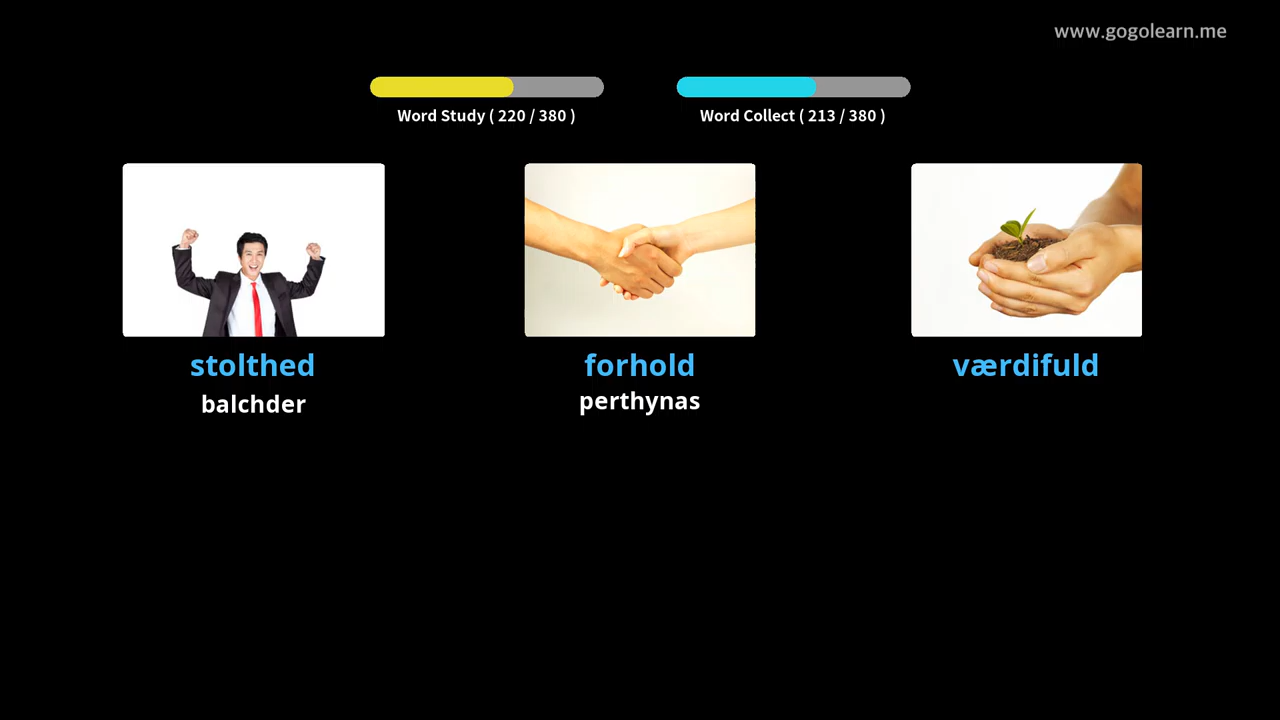 www.gogolearn.me
Word Study ( 220 / 380 )
Word Collect ( 213 / 380 )
stolthed
forhold
værdifuld
balchder
perthynas